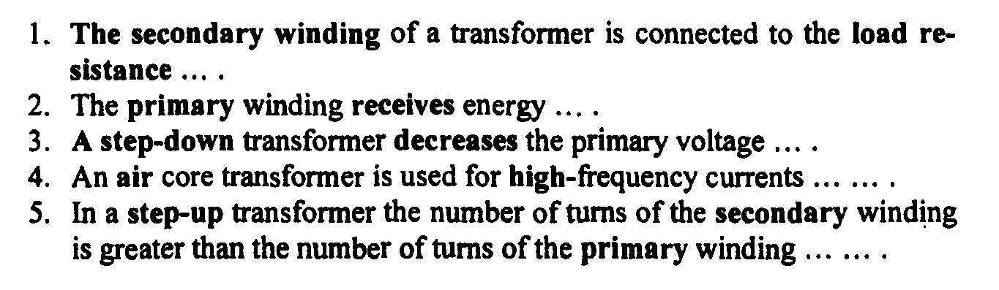 1. The secondary winding of a transformer is connected to the load re-
sistance ... .
2. The primary winding receives energy ... .
3. A step-down transformer decreases the primary voltage ... .
4. An air core transformer is used for high-frequency currents ... ... .
5. In a step-up transformer the number of turns of the secondary winding
is greater than the number of turns of the primary winding ... ... .